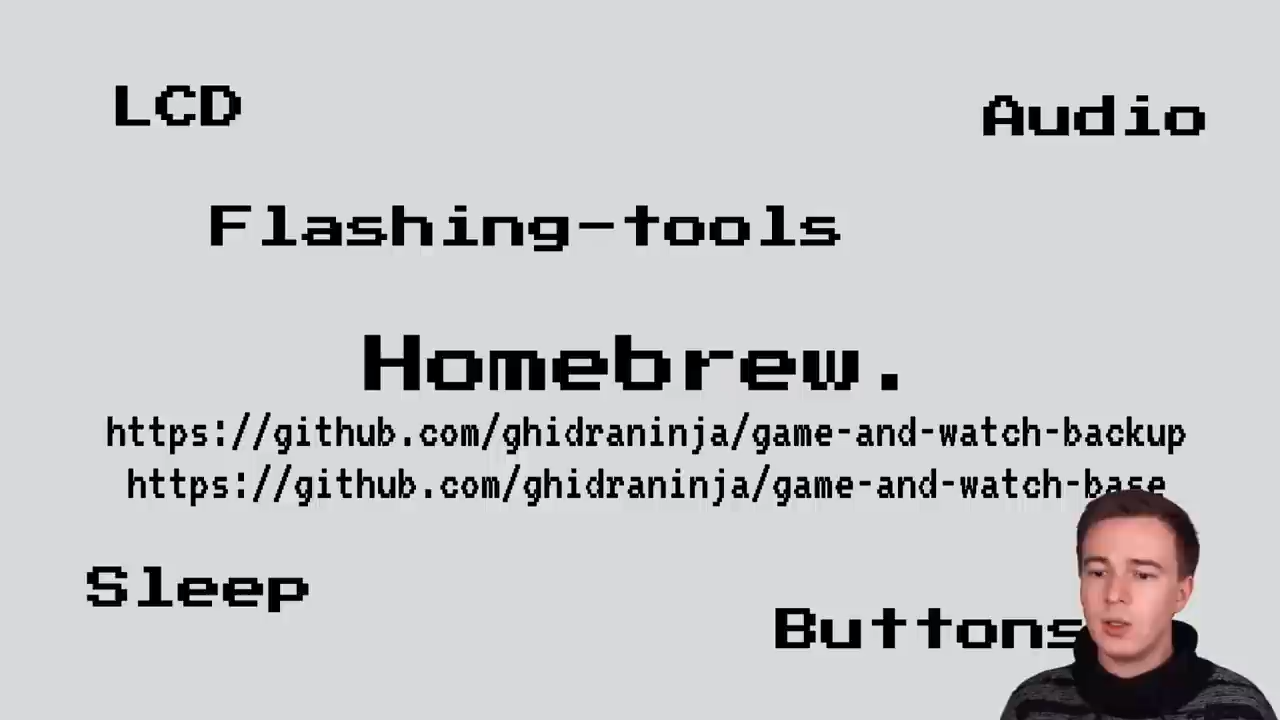 LCD
Audio
Flashing-tools
Homebrew.
https://github.com/ghidraninja/game-and-watch-backup
https://github.com/ghidraninja/game-and-watch-base
Sleep
Buttons